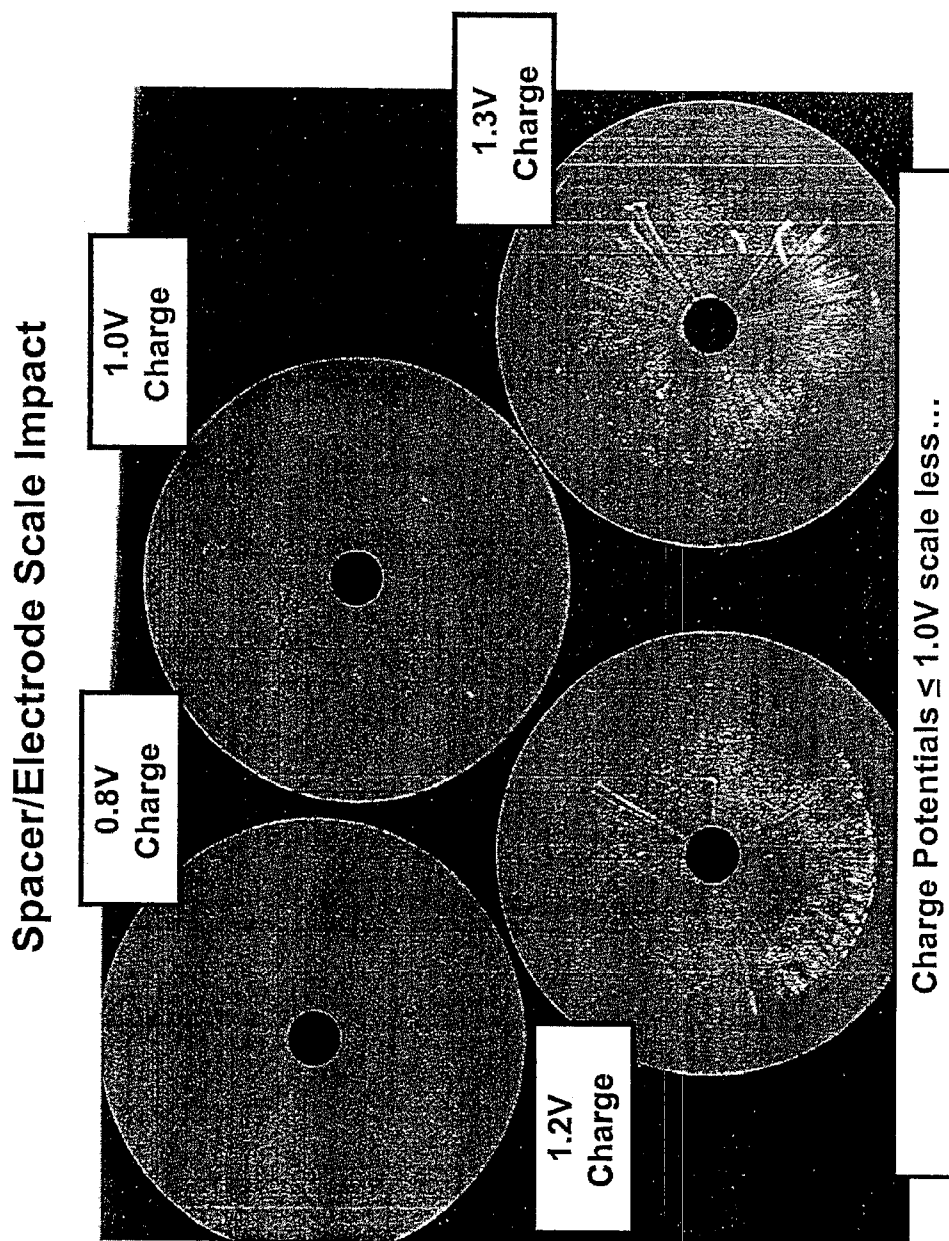 Spacer/Electrode Scale Impact
0.8V
Charge
1.0V
Charge
1.2V
Charge
1.3V
Charge
Charge Potentials ≤ 1.0V scale less...